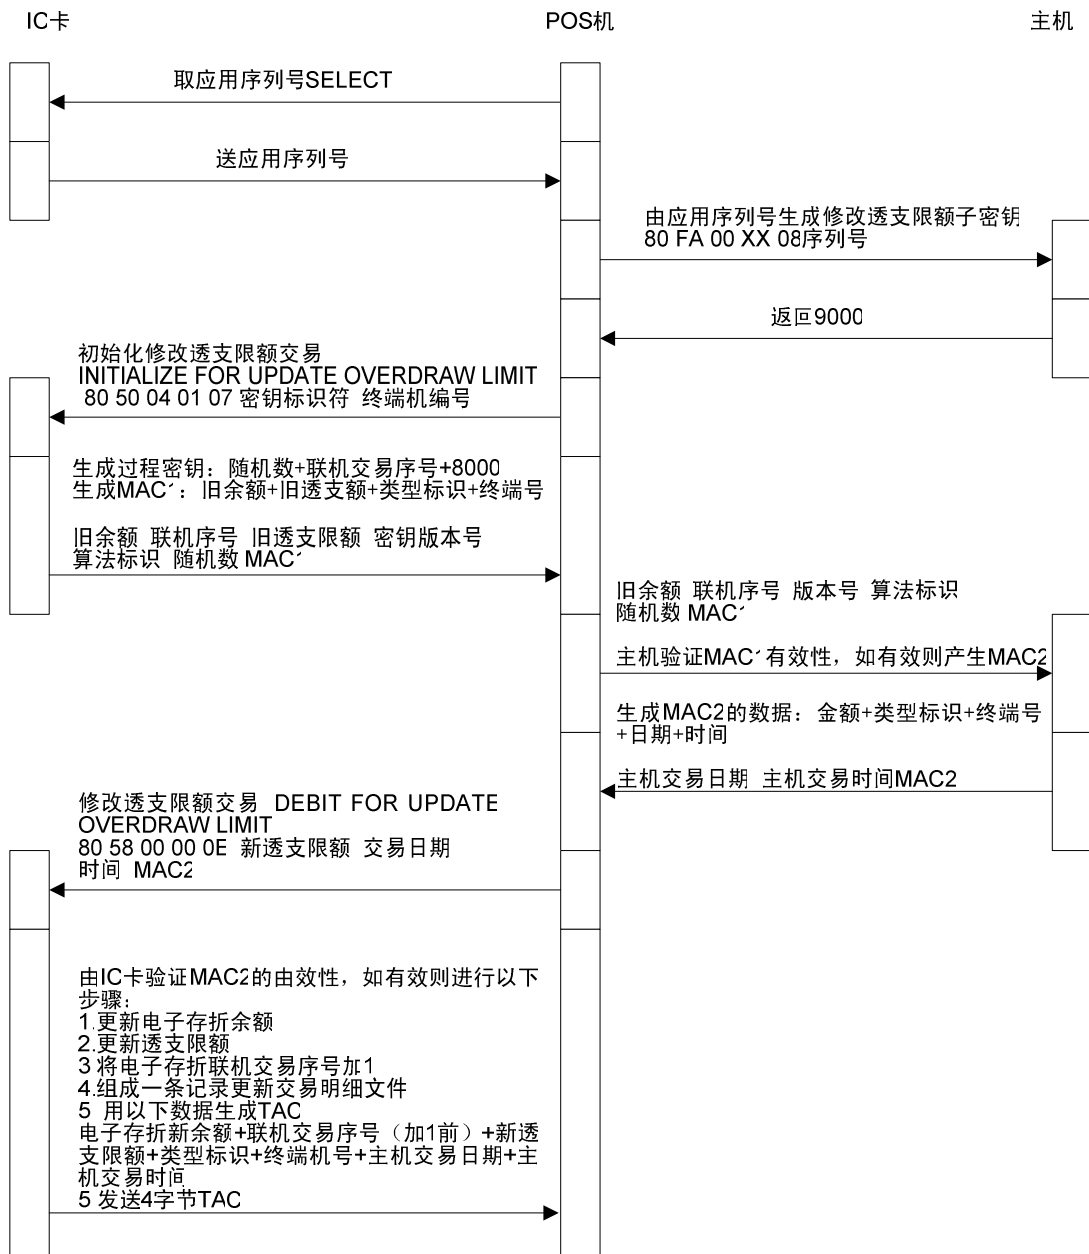 IC卡
POS机
主机
取应用序列号SELECT
送应用序列号
由应用序列号生成修改透支限额子密钥
80 FA 00 XX 08序列号
返回9000
初始化修改透支限额交易
INITIALIZE FOR UPDATE OVERDRAW LIMIT
80 50 04 01 07 密钥标识符 终端机编号
生成过程密钥：随机数+联机交易序号+8000
生成MAC1：旧余额+旧透支额+类型标识+终端号
旧余额 联机序号 旧透支限额 密钥版本号
算法标识 随机数 MAC1
旧余额 联机序号 版本号 算法标识
随机数 MAC1
主机验证MAC1有效性，如有效则产生MAC2
生成MAC2的数据：金额+类型标识+终端号
+日期+时间
主机交易日期 主机交易时间MAC2
修改透支限额交易 DEBIT FOR UPDATE
OVERDRAW LIMIT
80 58 00 00 0E 新透支限额 交易日期
时间 MAC2
由IC卡验证MAC2的由效性，如有效则进行以下
步骤：
1.更新电子存折余额
2.更新透支限额
3 将电子存折联机交易序号加1
4.组成一条记录更新交易明细文件
5 用以下数据生成TAC
电子存折新余额+联机交易序号（加1前）+新透
支限额+类型标识+终端机号+主机交易日期+主
机交易时间
5 发送4字节TAC